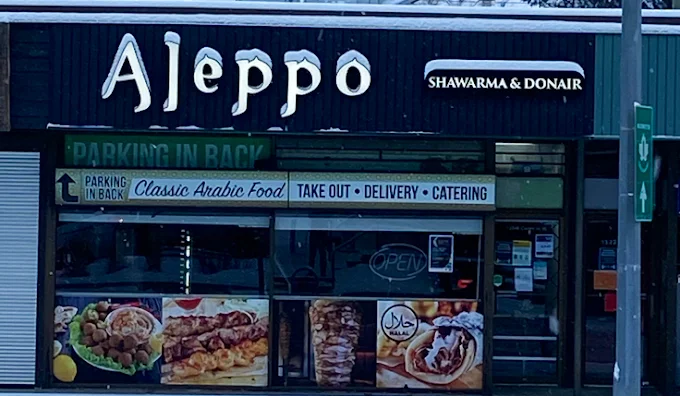 Aleppo
SHAWARMA & DONAIR
PARKING IN BACK
PARKING
IN BACK
Classic Arabic Food
TAKE OUT • DELIVERY • CATERING
OPEN
حلال
HALAL